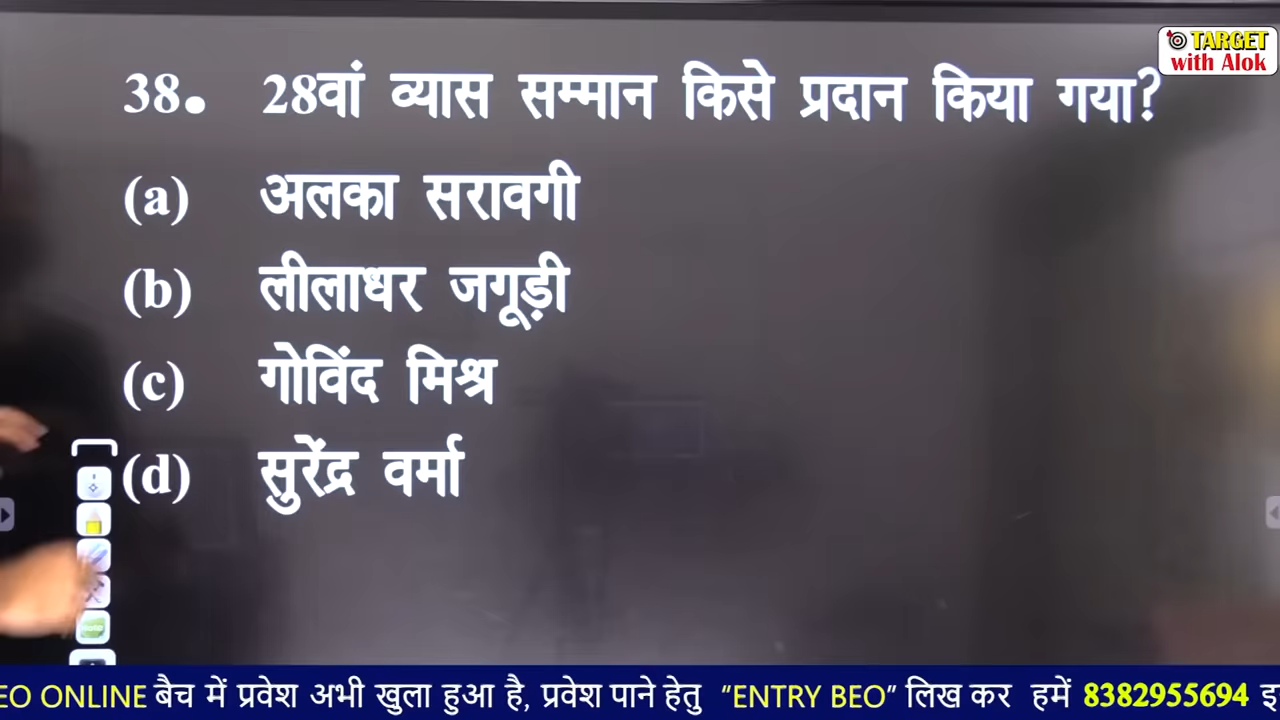 TARGET
with Alok
38. 28वां व्यास सम्मान किसे प्रदान किया गया?
(a) अलका सरावगी
(b) लीलाधर जगूड़ी
(c) गोविंद मिश्र
(d) सुरेंद्र वर्मा
EO ONLINE बैच में प्रवेश अभी खुला हुआ है, प्रवेश पाने हेतु “ENTRY BEO” लिख कर हमें 8382955694 इ